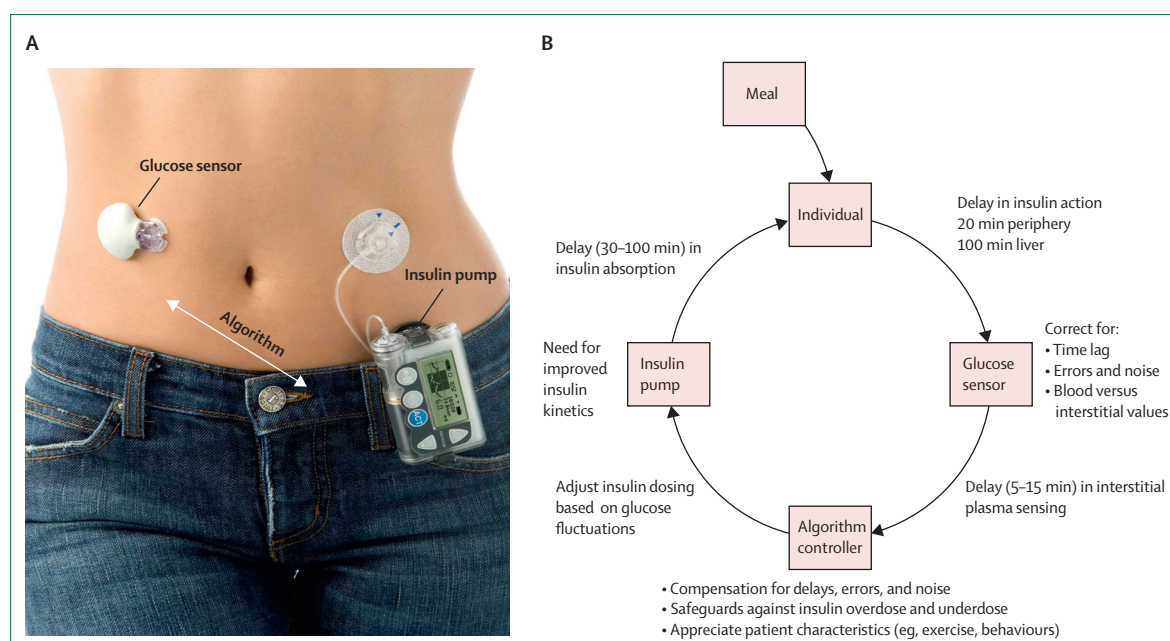 A
Glucose sensor
Insulin pump
Algorithm
ACT
B
Meal
Individual
Delay in insulin action
20 min periphery
100 min liver
Glucose
sensor
Correct for:
• Time lag
• Errors and noise
• Blood versus
interstitial values
Delay (5–15 min) in interstitial
plasma sensing
Algorithm
controller
• Compensation for delays, errors, and noise
• Safeguards against insulin overdose and underdose
• Appreciate patient characteristics (eg, exercise, behaviours)
Adjust insulin dosing
based on glucose
fluctuations
Insulin
pump
Need for
improved
insulin
kinetics
Delay (30–100 min) in
insulin absorption